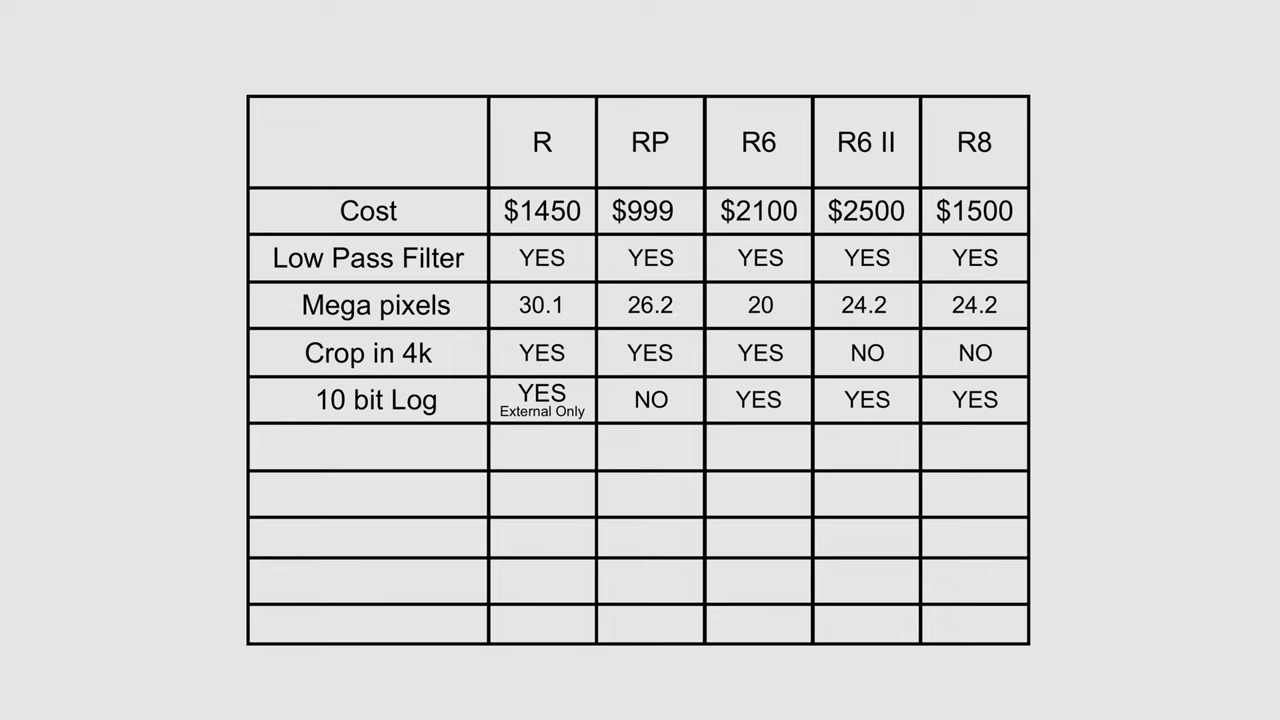 R RP R6 R6 II R8
Cost $1450 $999 $2100 $2500 $1500
Low Pass Filter YES YES YES YES YES
Mega pixels 30.1 26.2 20 24.2 24.2
Crop in 4k YES YES YES NO NO
10 bit Log YES NO YES YES YES
External Only